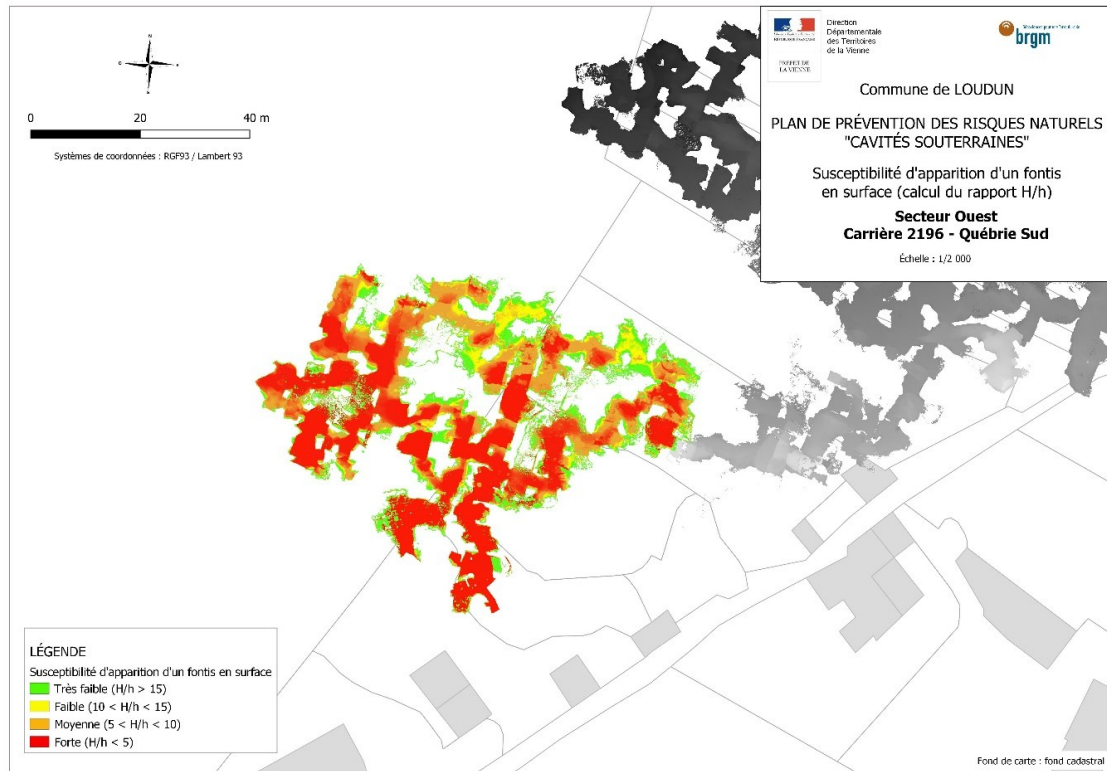 Direction
Départementale
des Territoires
de la Vienne
PREFET DE
LA VIENNE
brgm
Commune de LOUDUN
PLAN DE PRÉVENTION DES RISQUES NATURELS
"CAVITÉS SOUTERRAINES"
Susceptibilité d'apparition d'un fontis
en surface (calcul du rapport H/h)
Secteur Ouest
Carrière 2196 - Québrie Sud
Échelle : 1/2 000
N
0 20 40 m
Systèmes de coordonnées : RGF93 / Lambert 93
LÉGENDE
Susceptibilité d'apparition d'un fontis en surface
Très faible (H/h > 15)
Faible (10 < H/h < 15)
Moyenne (5 < H/h < 10)
Forte (H/h < 5)
Fond de carte : fond cadastral